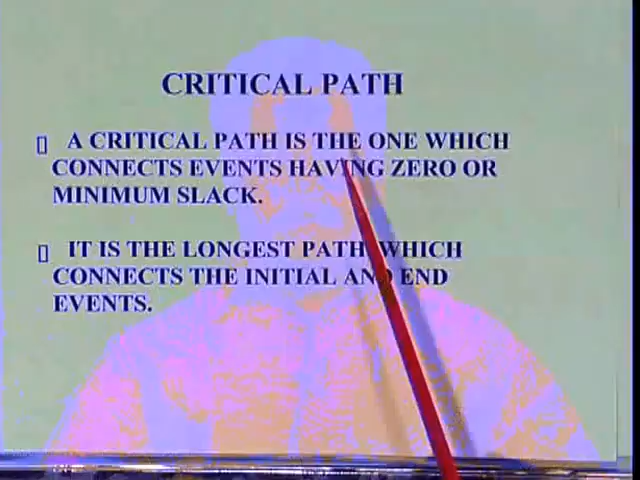 CRITICAL PATH
A CRITICAL PATH IS THE ONE WHICH
CONNECTS EVENTS HAVING ZERO OR
MINIMUM SLACK.
IT IS THE LONGEST PATH WHICH
CONNECTS THE INITIAL AND END
EVENTS.